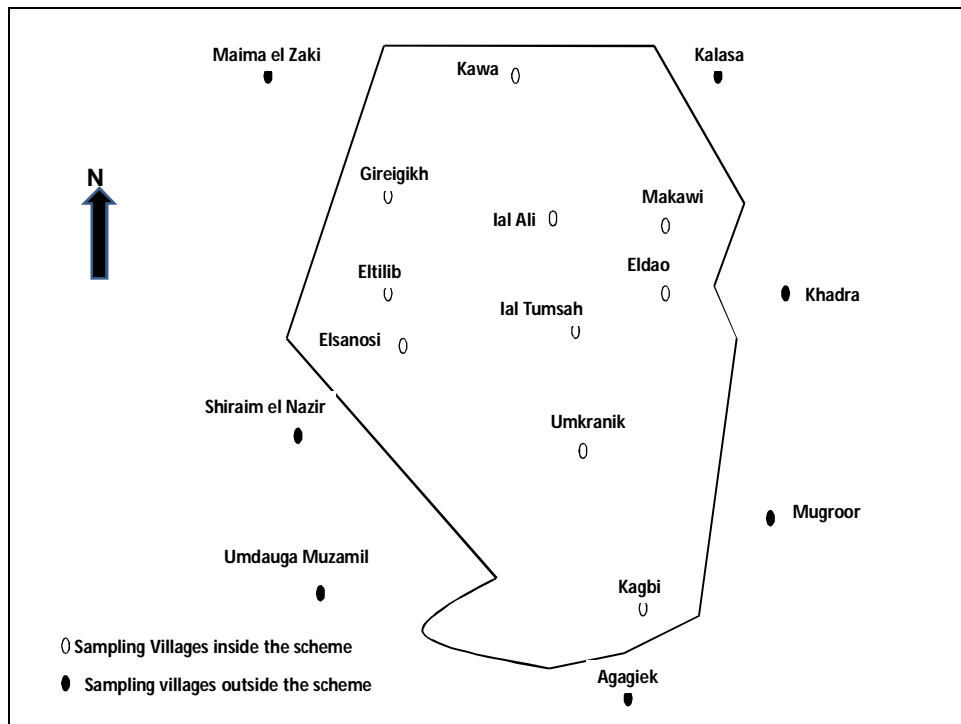 Maima el Zaki
Kawa
Kalasa
N
Gireigikh
Makawi
Ial Ali
Eldao
Eltilib
Khadra
Ial Tumsah
Elsanosi
Shiraim el Nazir
Umkranik
Mugroor
Umdauga Muzamil
Kagbi
Sampling Villages inside the scheme
Sampling villages outside the scheme
Agagiek